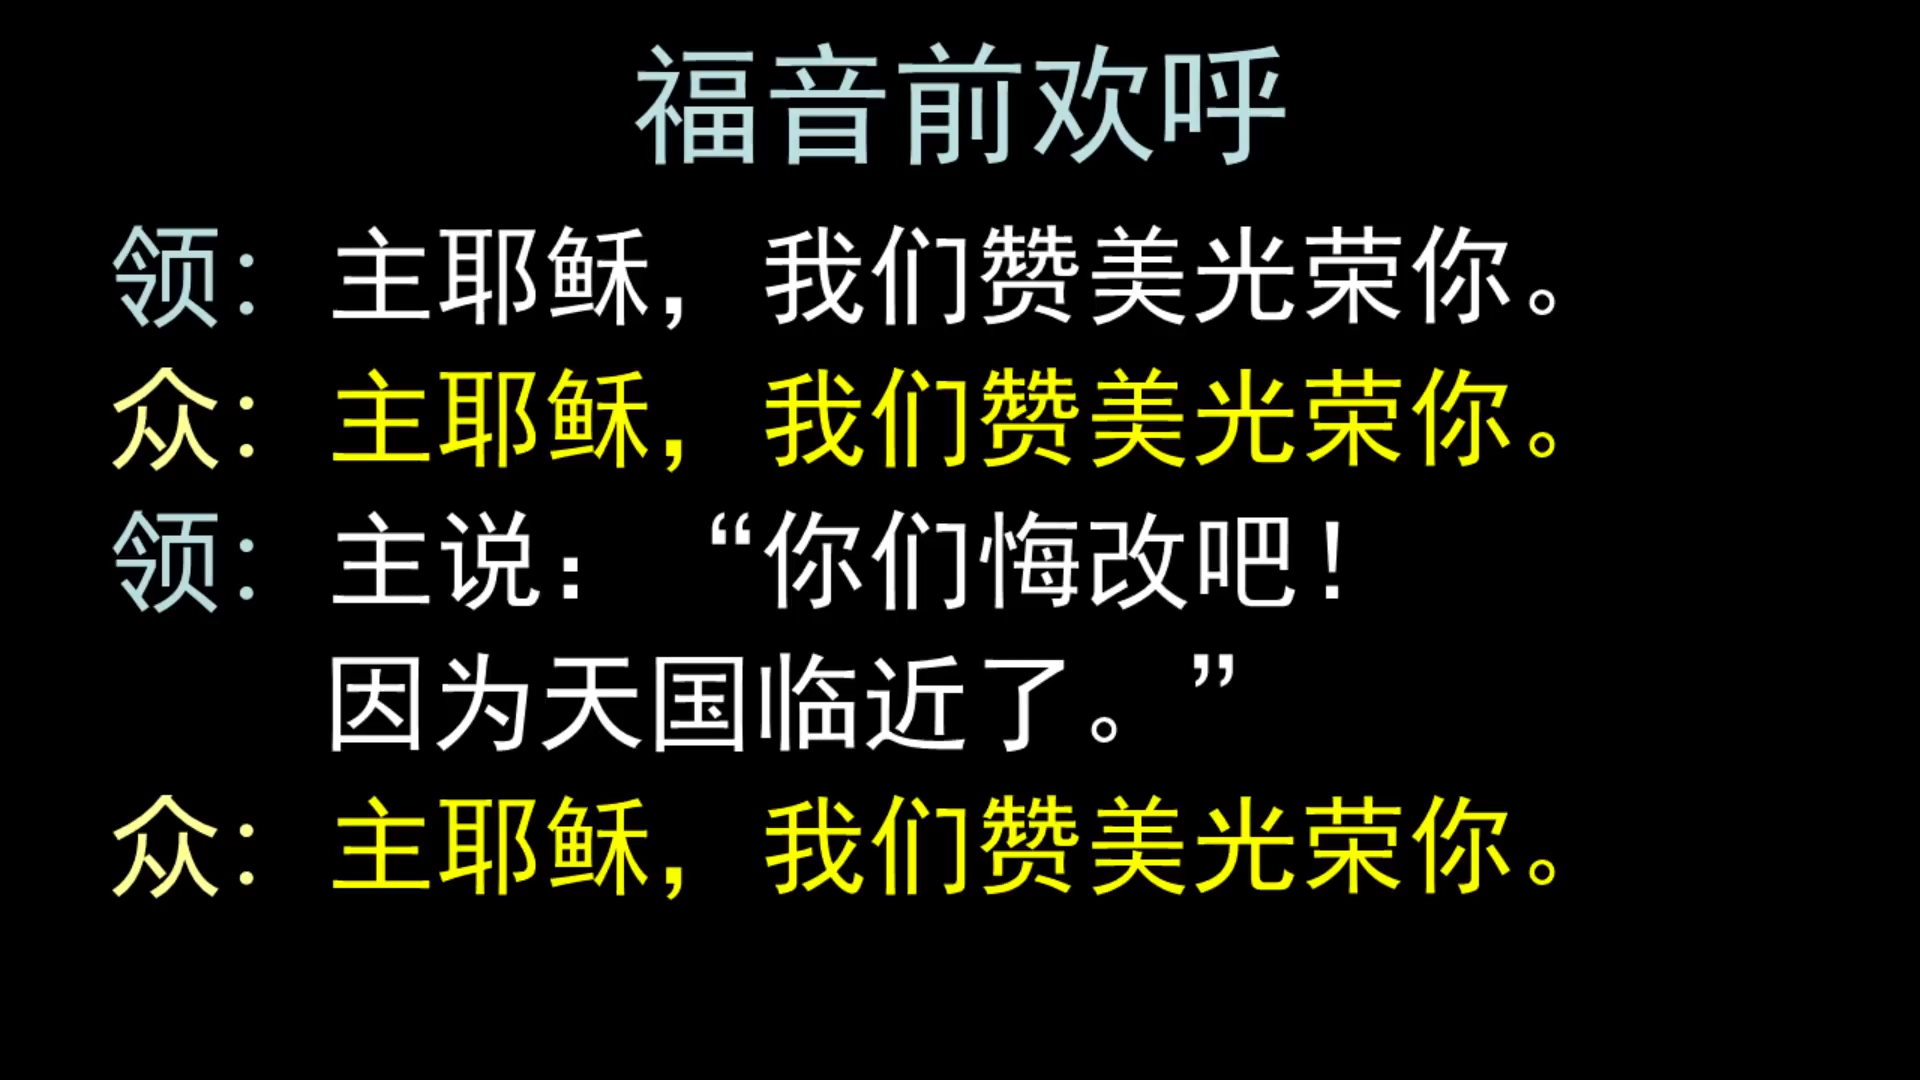 福音前欢呼
领：主耶稣，我们赞美光荣你。
众：主耶稣，我们赞美光荣你。
领：主说：“你们悔改吧！
因为天国临近了。”
众：主耶稣，我们赞美光荣你。